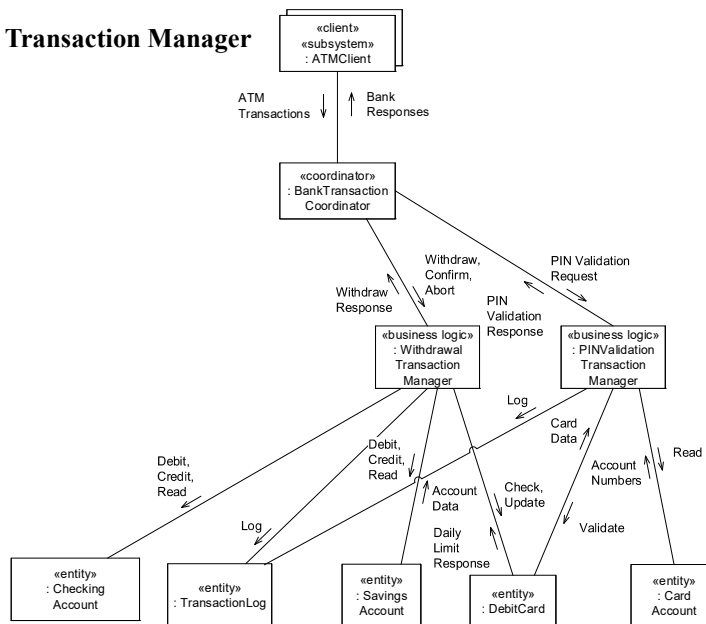 Transaction Manager
«client»
«subsystem»
: ATMClient
ATM
Transactions
Bank
Responses
«coordinator»
: BankTransaction
Coordinator
Withdraw,
Confirm,
Abort
PIN Validation
Request
Withdraw
Response
PIN
Validation
Response
«business logic»
: Withdrawal
Transaction
Manager
«business logic»
: PINValidation
Transaction
Manager
Log
Debit,
Credit,
Read
Card
Data
Read
Debit,
Credit,
Read
Account
Numbers
Account
Data
Check,
Update
Log
Daily
Limit
Response
Validate
«entity»
: Checking
Account
«entity»
: TransactionLog
«entity»
: Savings
Account
«entity»
: DebitCard
«entity»
: Card
Account